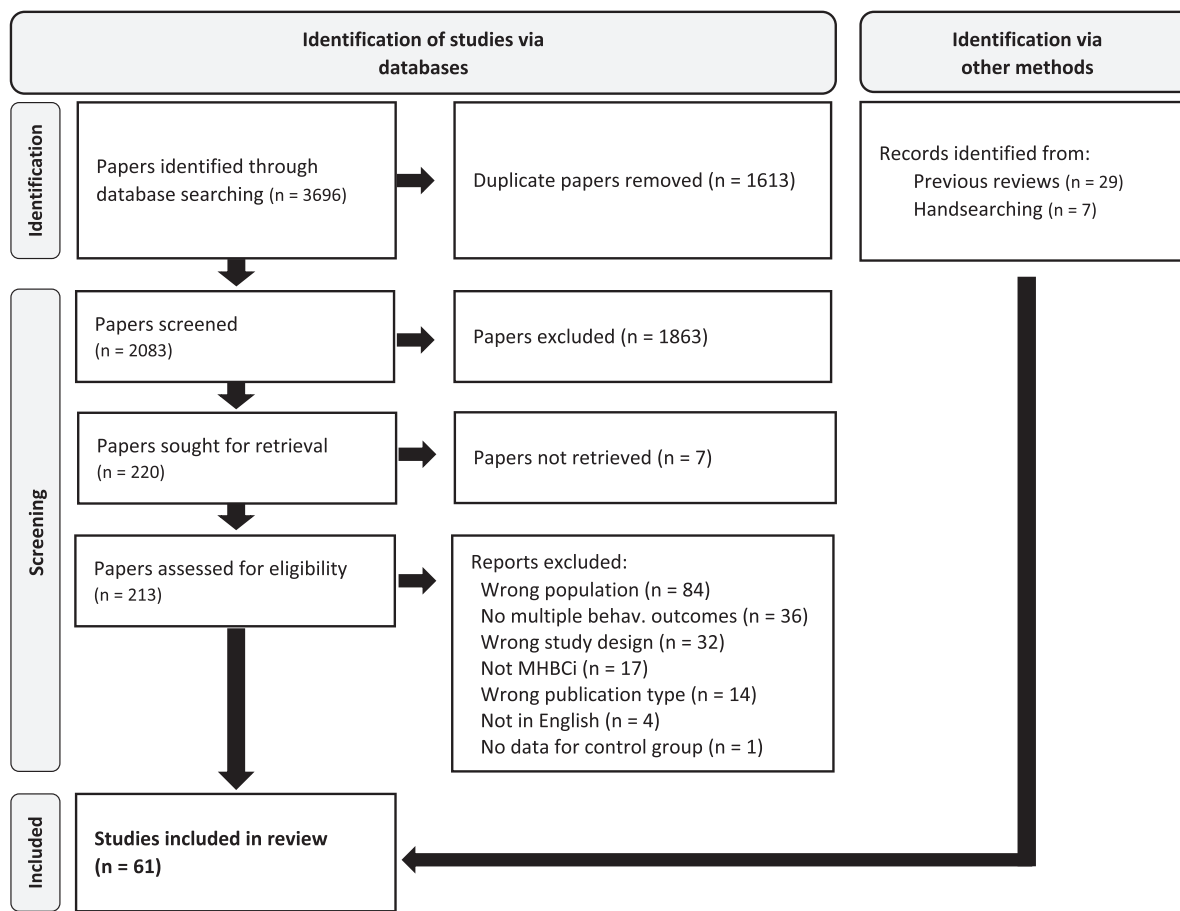 Identification of studies via
databases
Identification via
other methods
Identification
Papers identified through
database searching (n = 3696)
Duplicate papers removed (n = 1613)
Records identified from:
Previous reviews (n = 29)
Handsearching (n = 7)
Screening
Papers screened
(n = 2083)
Papers excluded (n = 1863)
Papers sought for retrieval
(n = 220)
Papers not retrieved (n = 7)
Papers assessed for eligibility
(n = 213)
Reports excluded:
Wrong population (n = 84)
No multiple behav. outcomes (n = 36)
Wrong study design (n = 32)
Not MHBCi (n = 17)
Wrong publication type (n = 14)
Not in English (n = 4)
No data for control group (n = 1)
Included
Studies included in review
(n = 61)